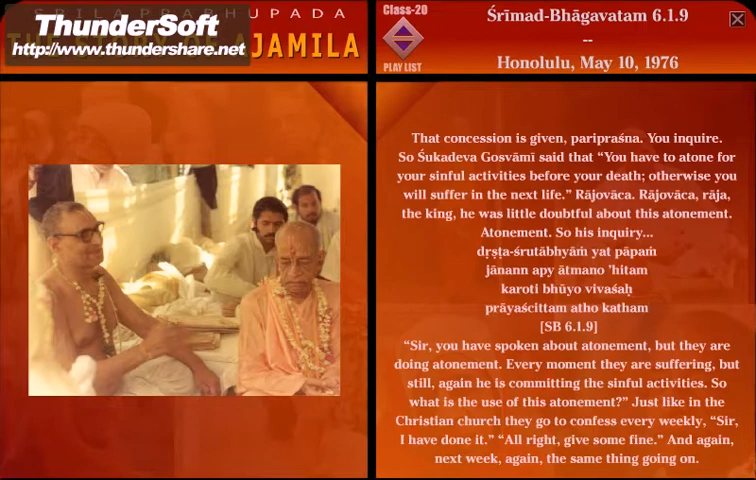 SRILA PRABHUPADA
ThunderSoft
http://www.thundershare.net
AJAMILA
Class-20
PLAY LIST
Śrīmad-Bhāgavatam 6.1.9
--
Honolulu, May 10, 1976
That concession is given, paripraśna. You inquire.
So Śukadeva Gosvāmī said that “You have to atone for
your sinful activities before your death; otherwise you
will suffer in the next life.” Rājovāca. Rājovāca, rāja,
the king, he was little doubtful about this atonement.
Atonement. So his inquiry...
dṛṣṭa-śrutābhyāṁ yat pāpaṁ
jānann apy ātmano 'hitam
karoti bhūyo vivaśaḥ
prāyaścittam atho katham
[SB 6.1.9]
“Sir, you have spoken about atonement, but they are
doing atonement. Every moment they are suffering, but
still, again he is committing the sinful activities. So
what is the use of this atonement?” Just like in the
Christian church they go to confess every weekly, “Sir,
I have done it.” “All right, give some fine.” And again,
next week, again, the same thing going on.